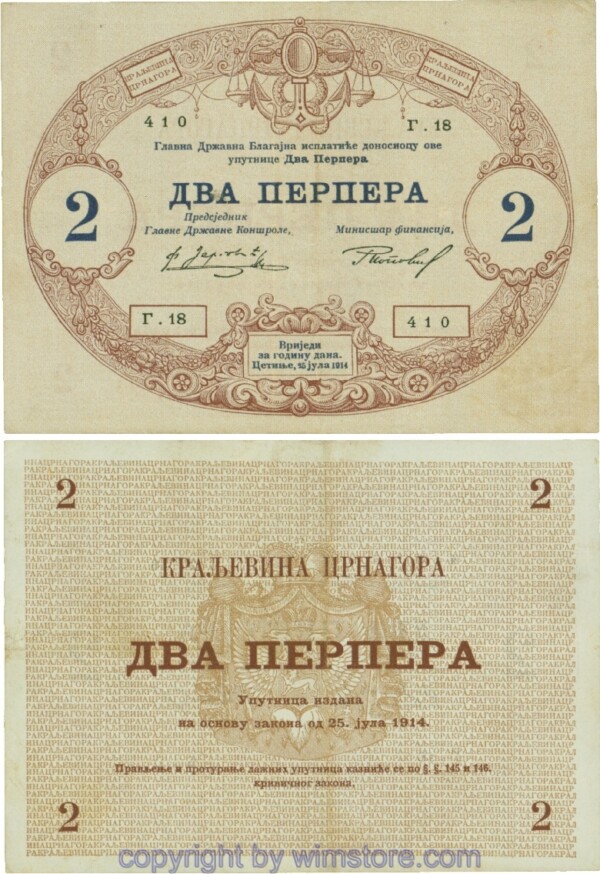 КРАЉЕВИНА
ЦРНАГОРА
КРАЉЕВИНА
ЦРНАГОРА
410
Г.18
Главна Државна Благајна исплатиће доносиоцу ове
упутнице Два Перпера
2
ДВА ПЕРПЕРА
2
Предсједник
Главне Државне Контроле,
Министар финансија,
Г.18
410
Вриједи
за годину дана.
Цетиње, 25 јула 1914
2
2
КРАЉЕВИНА ЦРНАГОРА
ДВА ПЕРПЕРА
Упутница издана
на основу закона од 25. јула 1914.
Прављење и протурање лажних упутница казниће се по §. §. 145 и 146.
кривичног закона.
2
2
copyright by wimstore.com